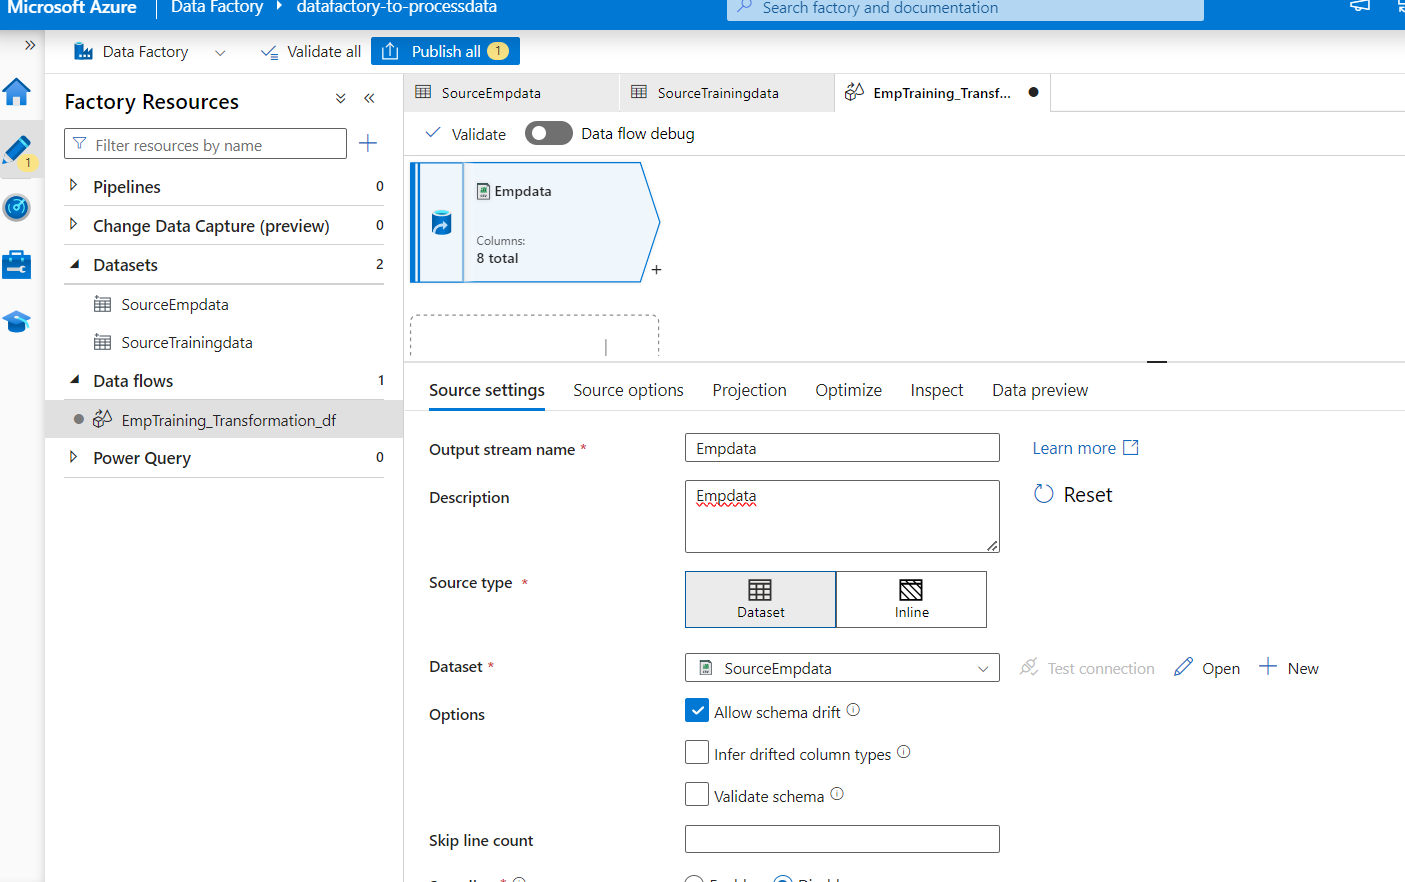 Microsoft Azure | Data Factory ▸ datafactory-to-processdata
Search factory and documentation
Data Factory
Validate all
Publish all 1
Factory Resources
Filter resources by name
1
Pipelines 0
Change Data Capture (preview) 0
Datasets 2
SourceEmpdata
SourceTrainingdata
Data flows 1
EmpTraining_Transformation_df
Power Query 0
SourceEmpdata
SourceTrainingdata
EmpTraining_Transf...
Validate
Data flow debug
Empdata
Columns:
8 total
+
Source settings
Source options
Projection
Optimize
Inspect
Data preview
Output stream name * Empdata
Learn more
Description Empdata
Reset
Source type *
Dataset
Inline
Dataset * SourceEmpdata
Test connection
Open
New
Options
Allow schema drift
Infer drifted column types
Validate schema
Skip line count